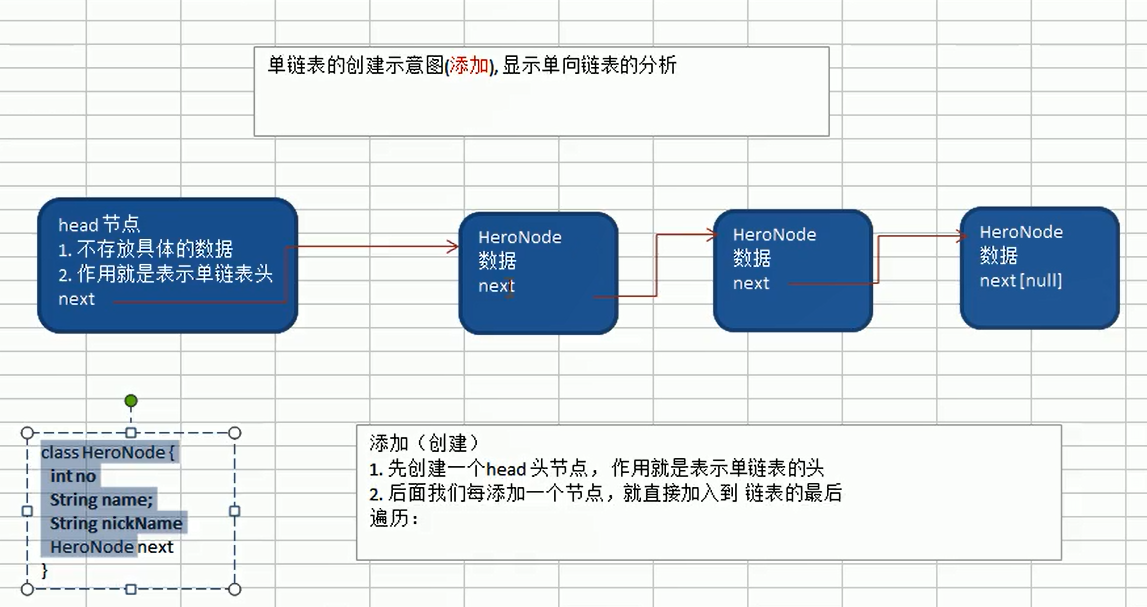 单链表的创建示意图(添加), 显示单向链表的分析
head 节点
1. 不存放具体的数据
2. 作用就是表示单链表头
next
HeroNode
数据
next
HeroNode
数据
next
HeroNode
数据
next [null]
class HeroNode {
int no
String name;
String nickName
HeroNode next
}
添加（创建）
1. 先创建一个head 头节点， 作用就是表示单链表的头
2. 后面我们每添加一个节点，就直接加入到 链表的最后
遍历：